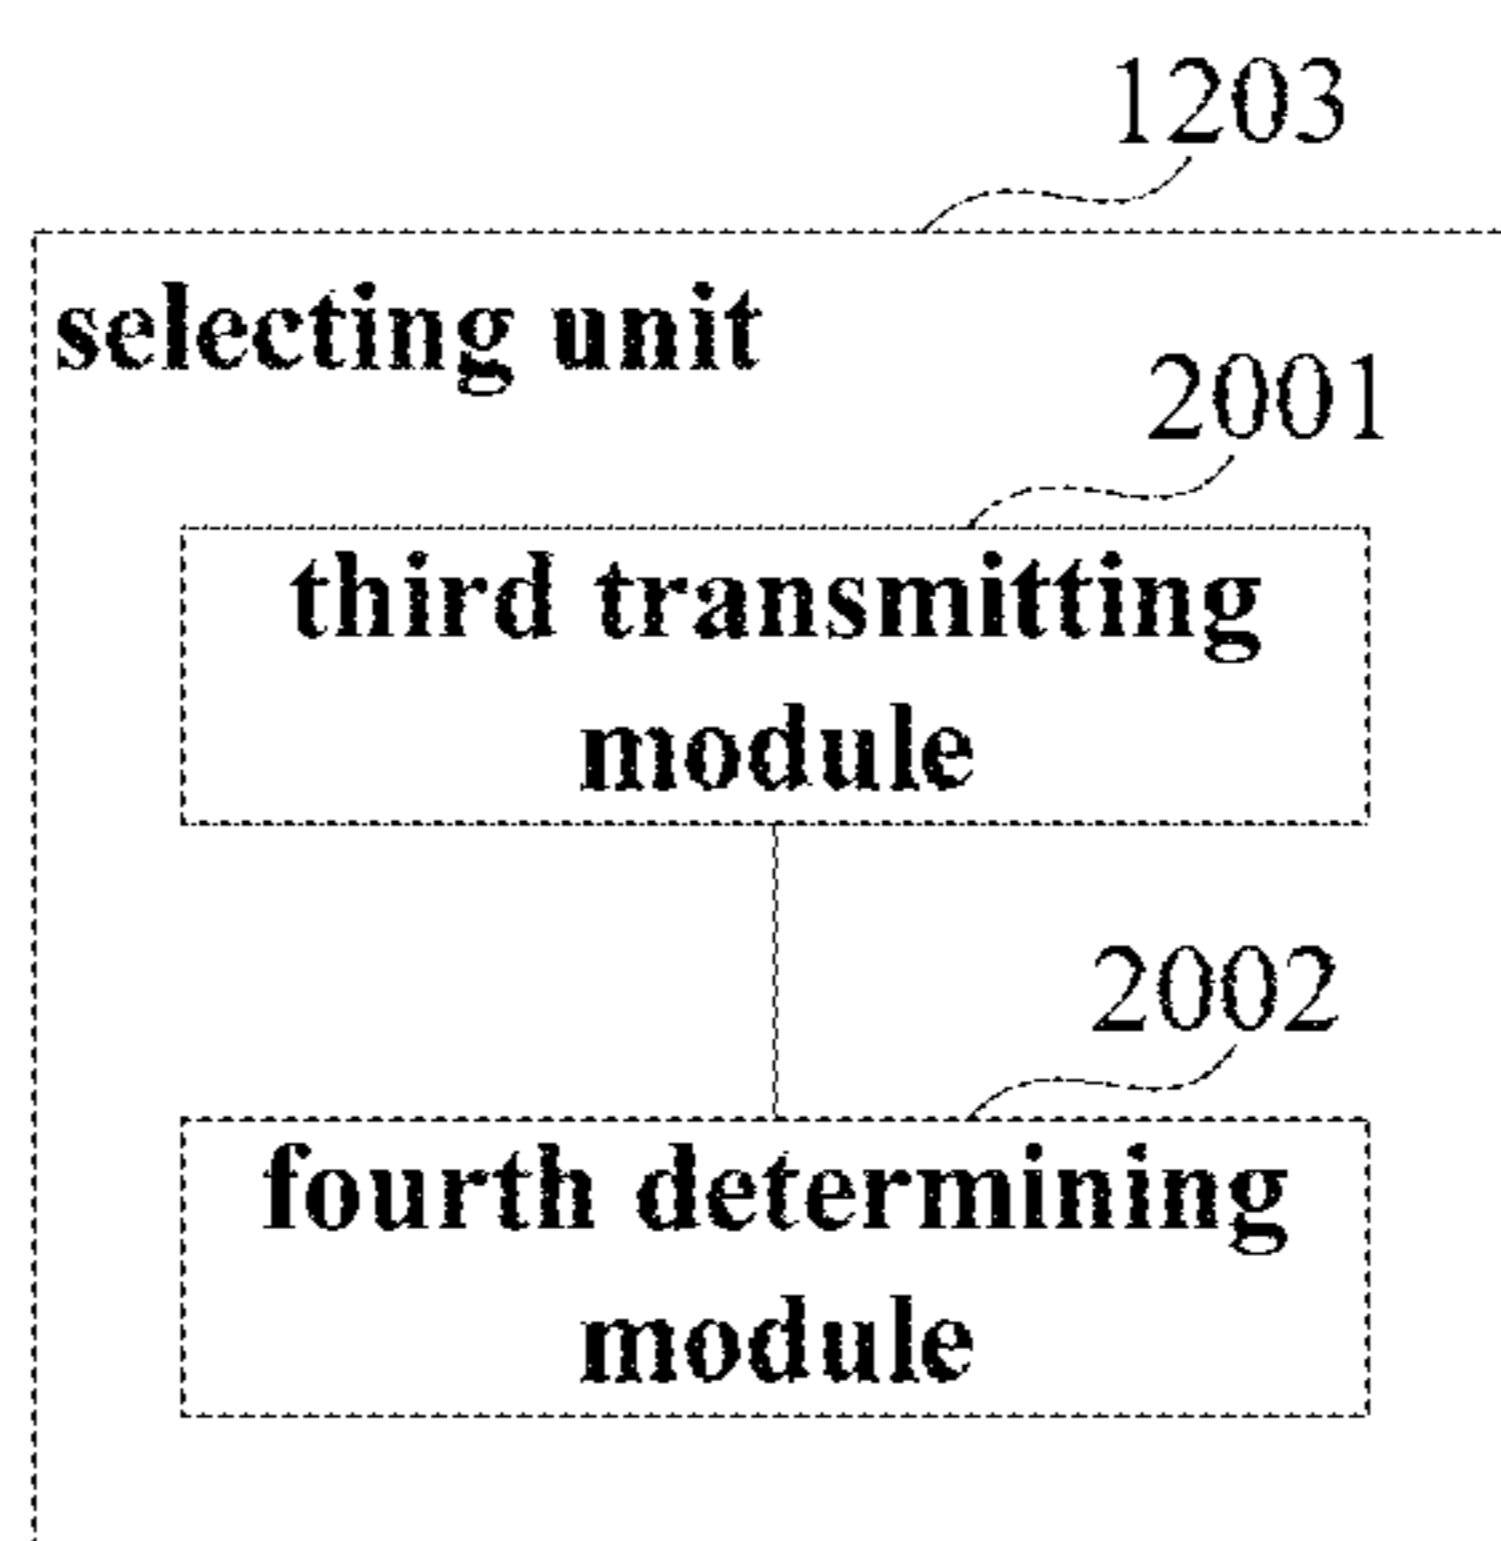 1203
selecting unit
2001
third transmitting
module
2002
fourth determining
module